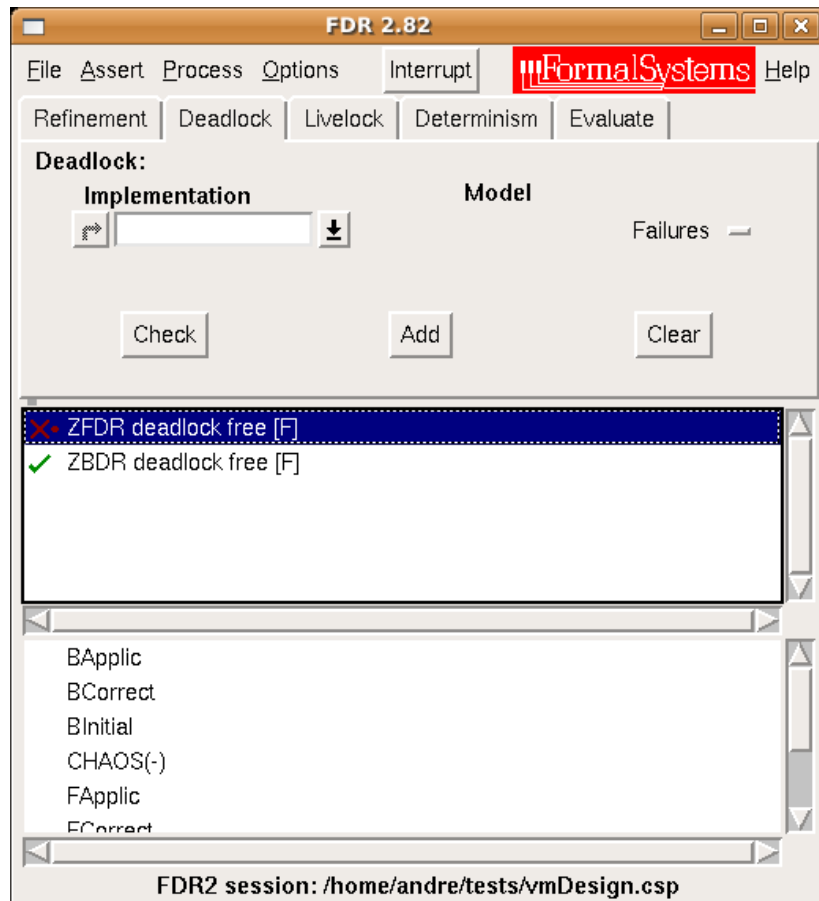 FDR 2.82
File Assert Process Options Interrupt FormalSystems Help
Refinement Deadlock Livelock Determinism Evaluate
Deadlock:
Implementation Model
Failures
Check Add Clear
ZFDR deadlock free [F]
ZBDR deadlock free [F]
BApplic
BCorrect
BInitial
CHAOS(-)
FApplic
FCorrect
FDR2 session: /home/andre/tests/vmDesign.csp